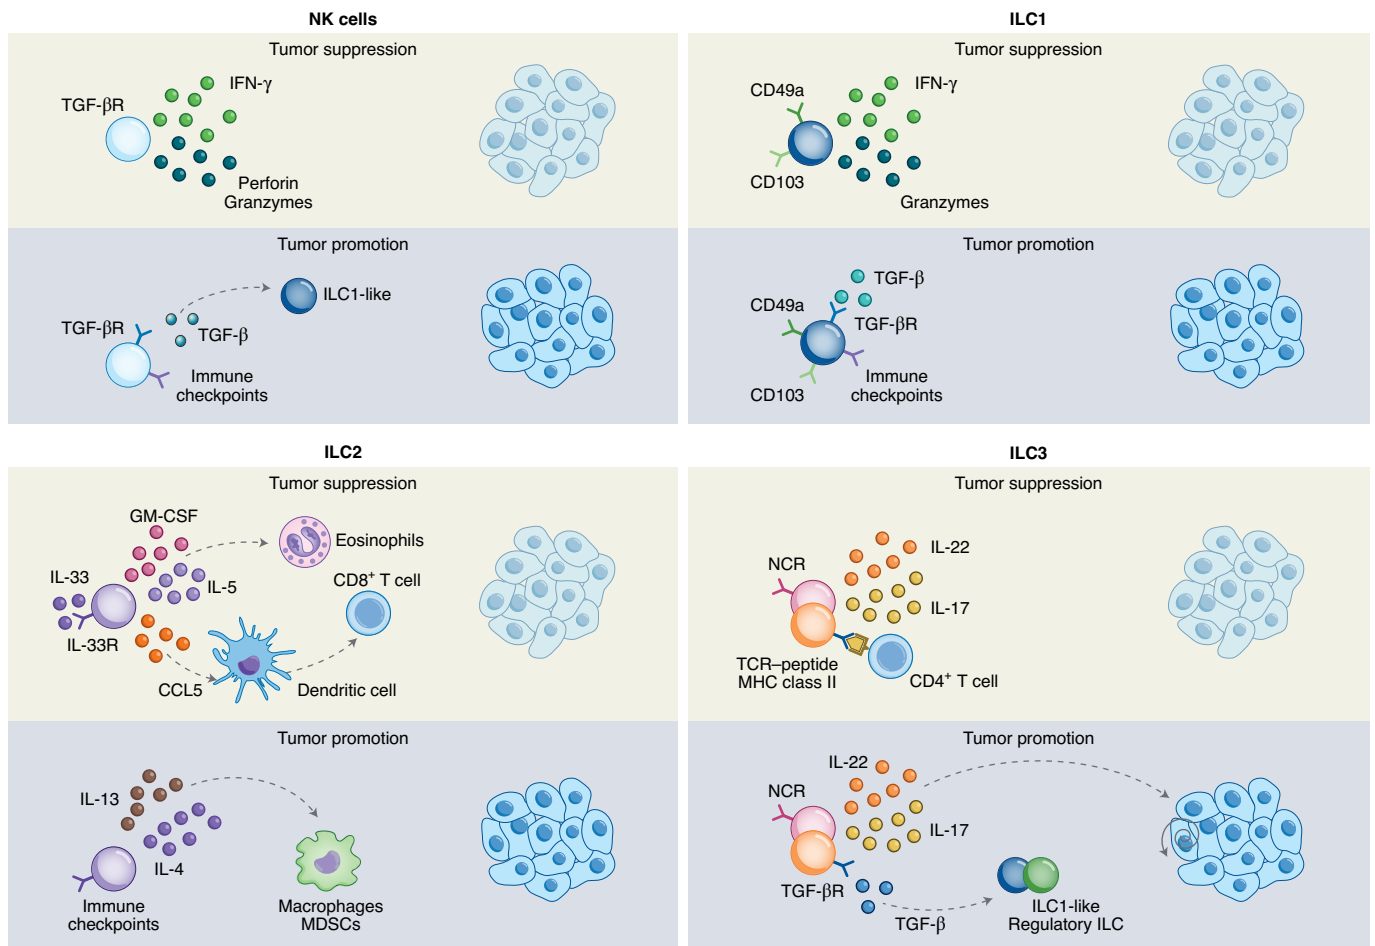 NK cells
Tumor suppression
IFN-γ
TGF-βR
Perforin
Granzymes
Tumor promotion
ILC1-like
TGF-βR
TGF-β
Immune
checkpoints
ILC1
Tumor suppression
CD49a
IFN-γ
CD103
Granzymes
Tumor promotion
TGF-β
CD49a
TGF-βR
Immune
checkpoints
CD103
ILC2
Tumor suppression
GM-CSF
Eosinophils
IL-33
IL-5
CD8⁺ T cell
IL-33R
CCL5
Dendritic cell
Tumor promotion
IL-13
IL-4
Immune
checkpoints
Macrophages
MDSCs
ILC3
Tumor suppression
IL-22
NCR
IL-17
TCR–peptide
MHC class II
CD4⁺ T cell
Tumor promotion
IL-22
NCR
IL-17
TGF-βR
TGF-β
ILC1-like
Regulatory ILC